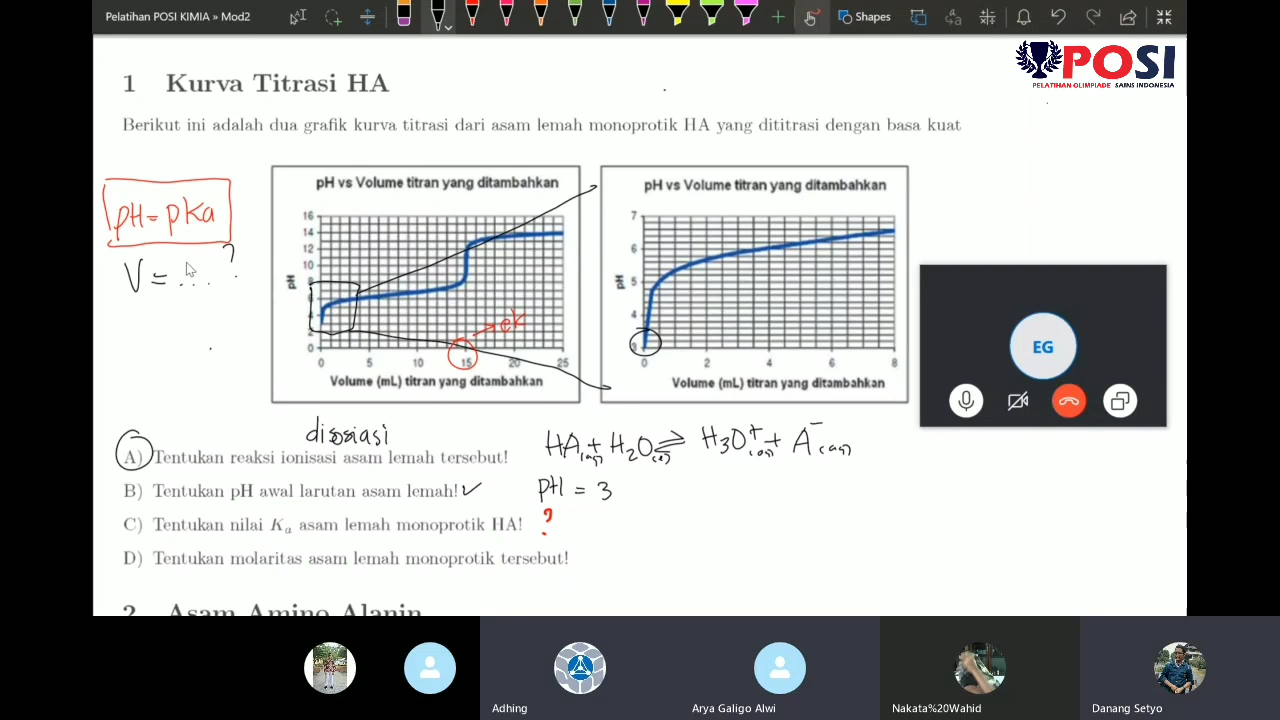 Pelatihan POSI KIMIA » Mod2
Shapes
POSI
PELATIHAN OLIMPIADE SAINS INDONESIA
1 Kurva Titrasi HA
Berikut ini adalah dua grafik kurva titrasi dari asam lemah monoprotik HA yang dititrasi dengan basa kuat
pH = pKa
V = ... ?
pH vs Volume titran yang ditambahkan
16
14
12
10
8
6
4
2
0
pH
0 5 10 15 20 25
ek
Volume (mL) titran yang ditambahkan
pH vs Volume titran yang ditambahkan
7
6
5
4
3
pH
0 2 4 6 8
Volume (mL) titran yang ditambahkan
EG
disosiasi
A) Tentukan reaksi ionisasi asam lemah tersebut! HA(aq) + H2O(l) ⇌ H3O+(aq) + A-(aq)
B) Tentukan pH awal larutan asam lemah! ✓ pH = 3
C) Tentukan nilai Ka asam lemah monoprotik HA! ?
D) Tentukan molaritas asam lemah monoprotik tersebut!
2 Asam Amino Alanin
Adhing
Arya Galigo Alwi
Nakata%20Wahid
Danang Setyo